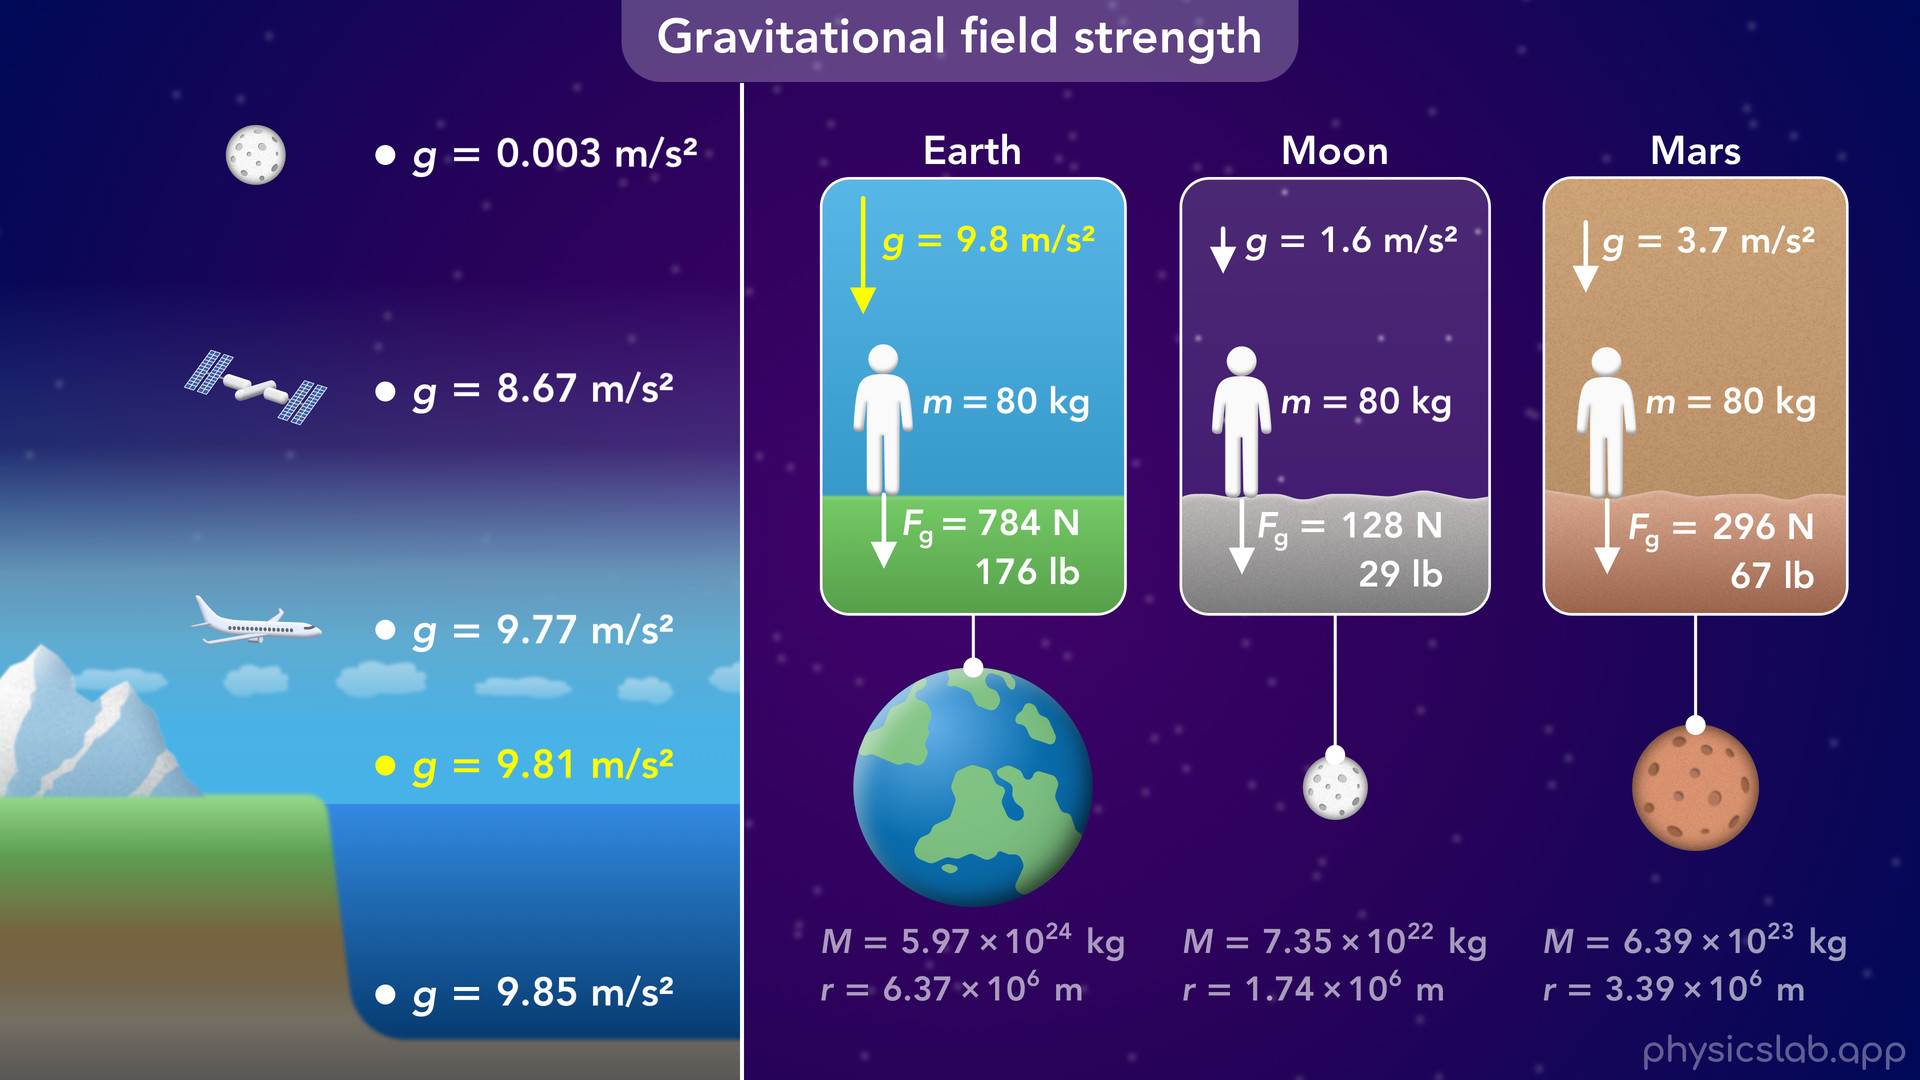 Gravitational field strength
g = 0.003 m/s²
g = 8.67 m/s²
g = 9.77 m/s²
g = 9.81 m/s²
g = 9.85 m/s²
Earth
g = 9.8 m/s²
m = 80 kg
Fg = 784 N
176 lb
M = 5.97 × 10²⁴ kg
r = 6.37 × 10⁶ m
Moon
g = 1.6 m/s²
m = 80 kg
Fg = 128 N
29 lb
M = 7.35 × 10²² kg
r = 1.74 × 10⁶ m
Mars
g = 3.7 m/s²
m = 80 kg
Fg = 296 N
67 lb
M = 6.39 × 10²³ kg
r = 3.39 × 10⁶ m
physicslab.app